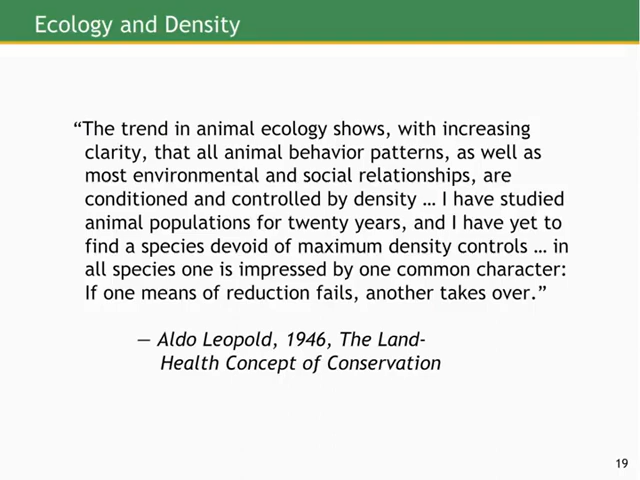 Ecology and Density
“The trend in animal ecology shows, with increasing
clarity, that all animal behavior patterns, as well as
most environmental and social relationships, are
conditioned and controlled by density … I have studied
animal populations for twenty years, and I have yet to
find a species devoid of maximum density controls … in
all species one is impressed by one common character:
If one means of reduction fails, another takes over.”
— Aldo Leopold, 1946, The Land-
Health Concept of Conservation
19